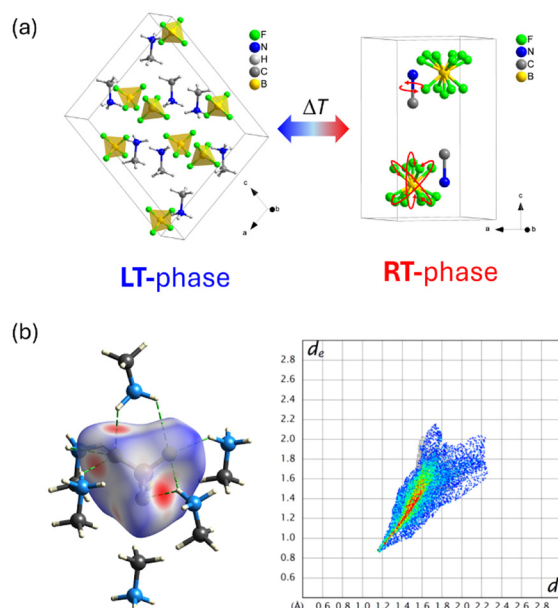 (a)
F
N
H
C
B
ΔT
F
N
C
B
c
b
a
c
a
b
LT-phase
RT-phase
(b)
de
2.8
2.6
2.4
2.2
2.0
1.8
1.6
1.4
1.2
1.0
0.8
0.6
d
(Å) 0.6 0.8 1.0 1.2 1.4 1.6 1.8 2.0 2.2 2.4 2.6 2.8